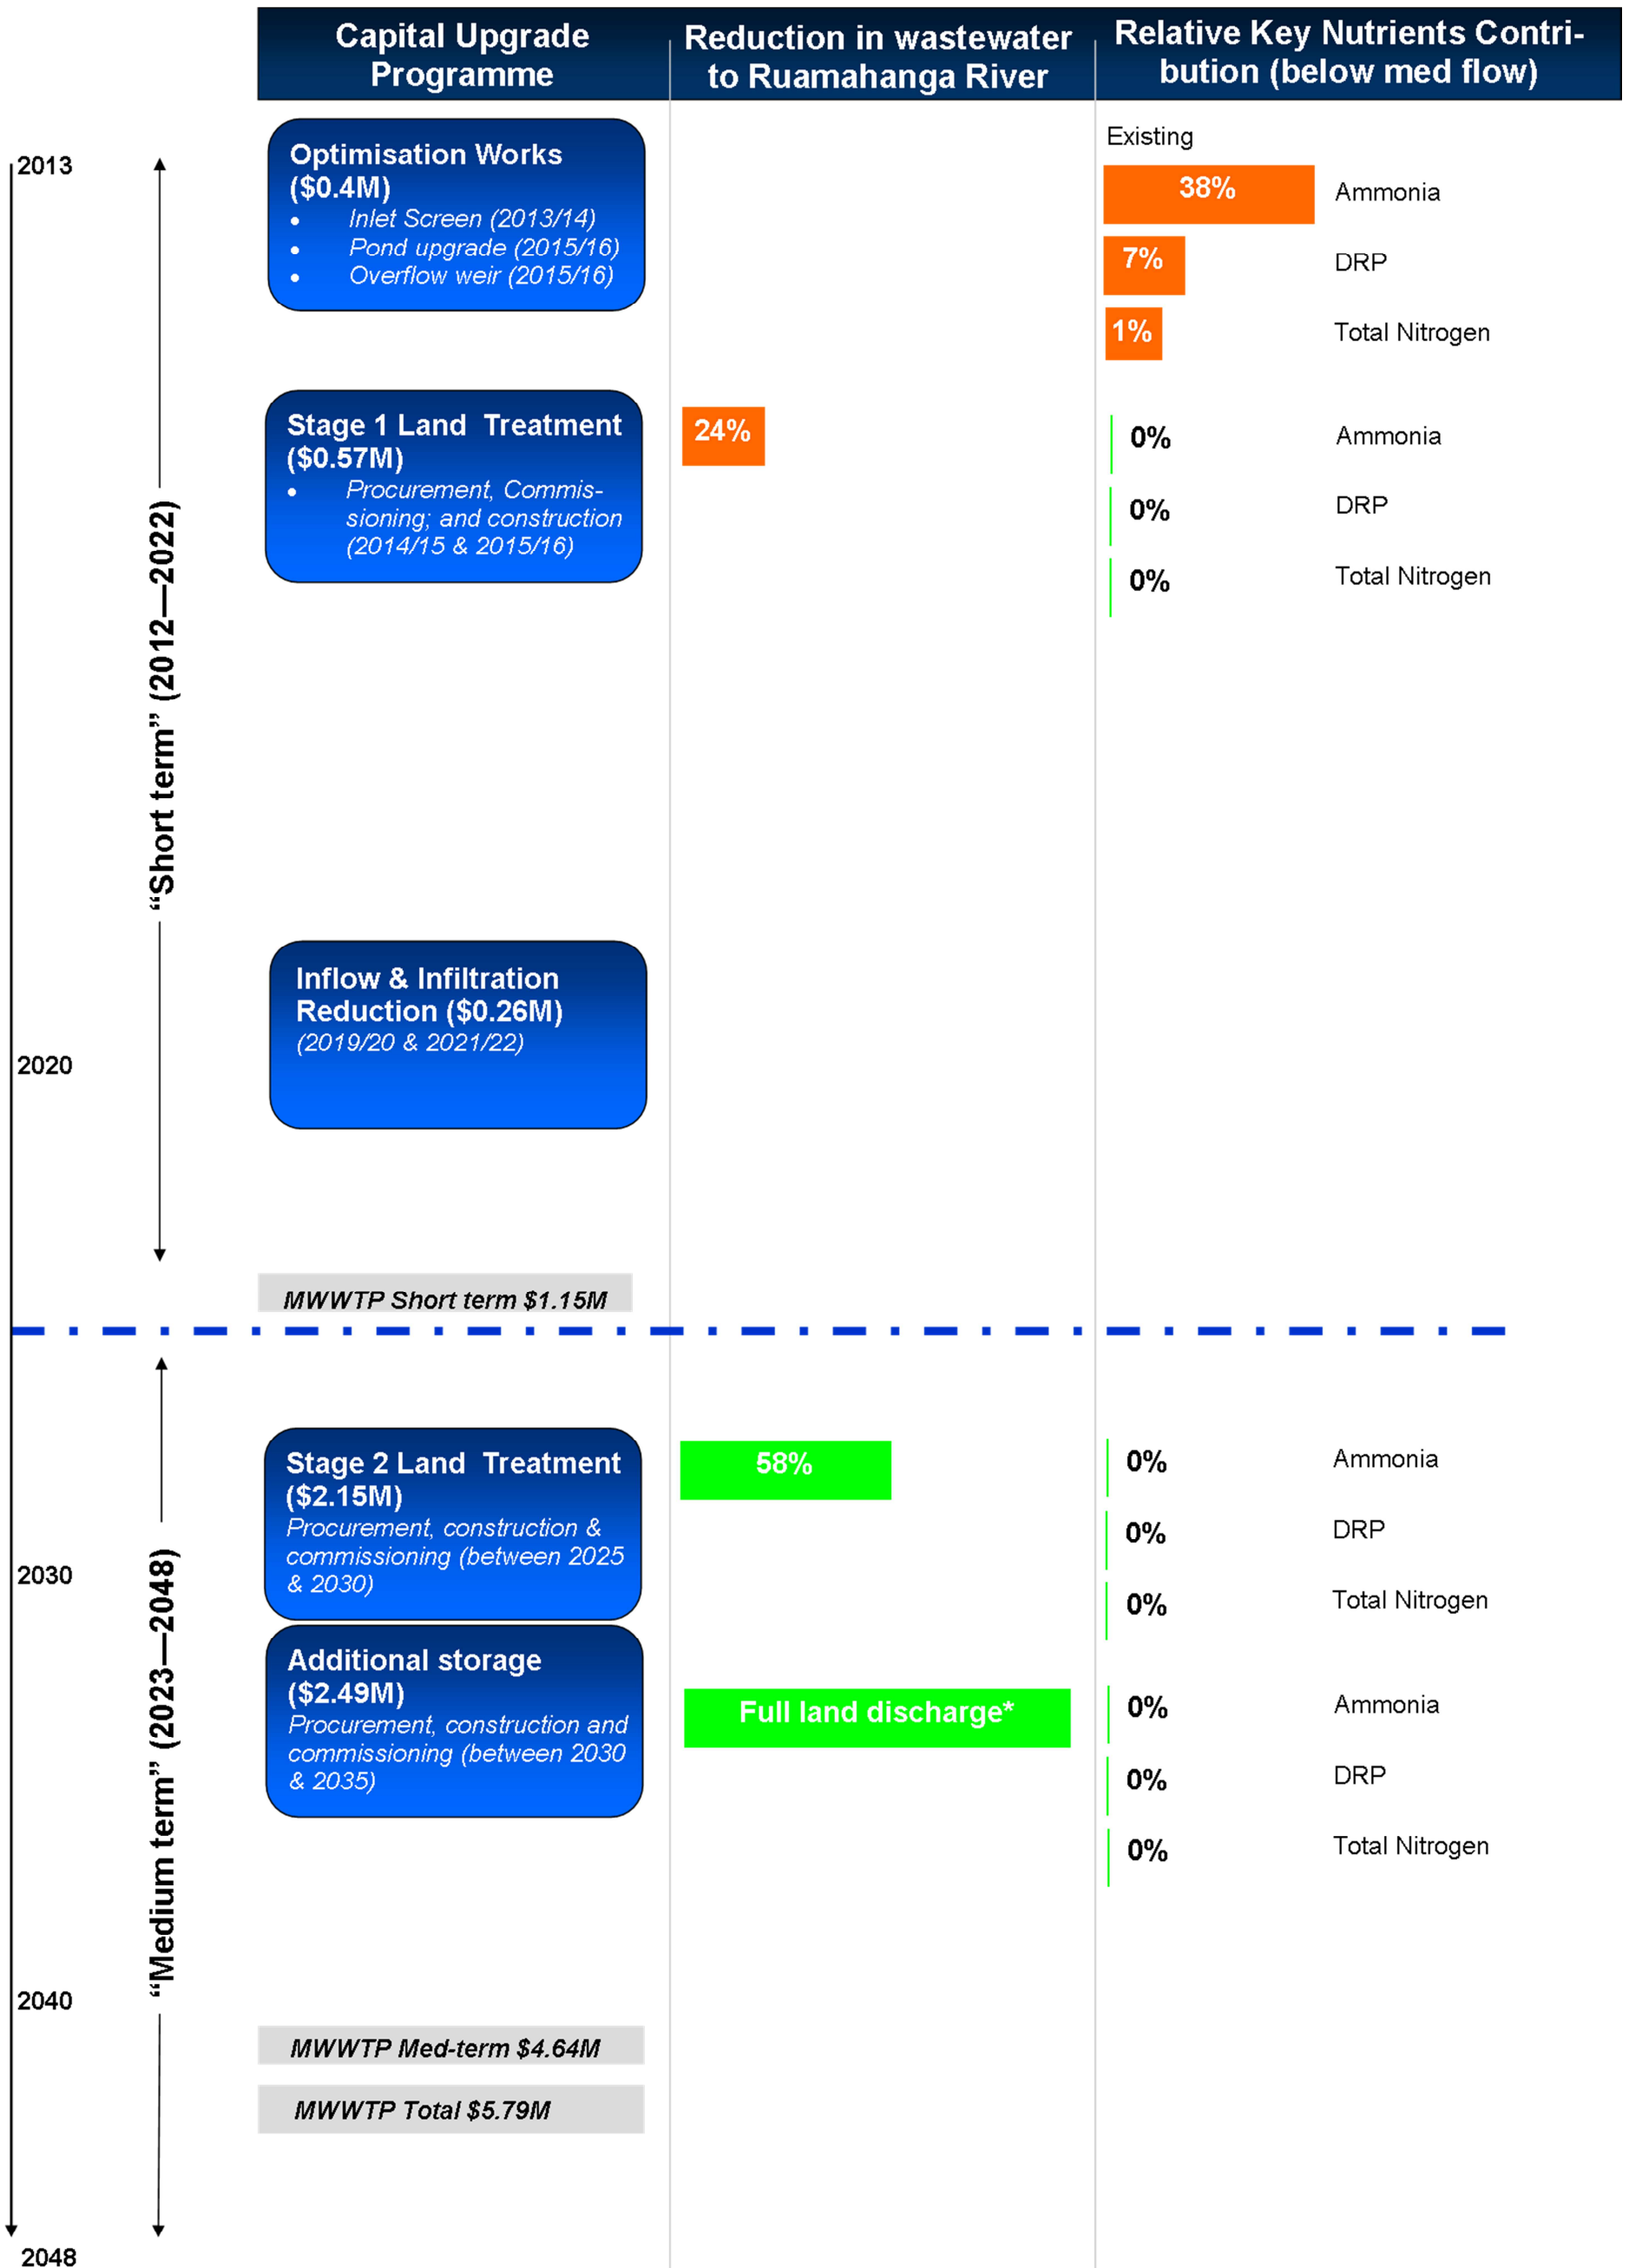 Capital Upgrade
Programme
Reduction in wastewater
to Ruamahanga River
Relative Key Nutrients Contri-
bution (below med flow)
2013
“Short term” (2012—2022)
Optimisation Works
($0.4M)
• Inlet Screen (2013/14)
• Pond upgrade (2015/16)
• Overflow weir (2015/16)
Existing
38% Ammonia
7% DRP
1% Total Nitrogen
Stage 1 Land  Treatment
($0.57M)
• Procurement, Commis-
sioning; and construction
(2014/15 & 2015/16)
24%
0% Ammonia
0% DRP
0% Total Nitrogen
Inflow & Infiltration
Reduction ($0.26M)
(2019/20 & 2021/22)
2020
MWWTP Short term $1.15M
“Medium term” (2023—2048)
Stage 2 Land  Treatment
($2.15M)
Procurement, construction &
commissioning (between 2025
& 2030)
58%
0% Ammonia
0% DRP
0% Total Nitrogen
2030
Additional storage
($2.49M)
Procurement, construction and
commissioning (between 2030
& 2035)
Full land discharge*
0% Ammonia
0% DRP
0% Total Nitrogen
2040
MWWTP Med-term $4.64M
MWWTP Total $5.79M
2048